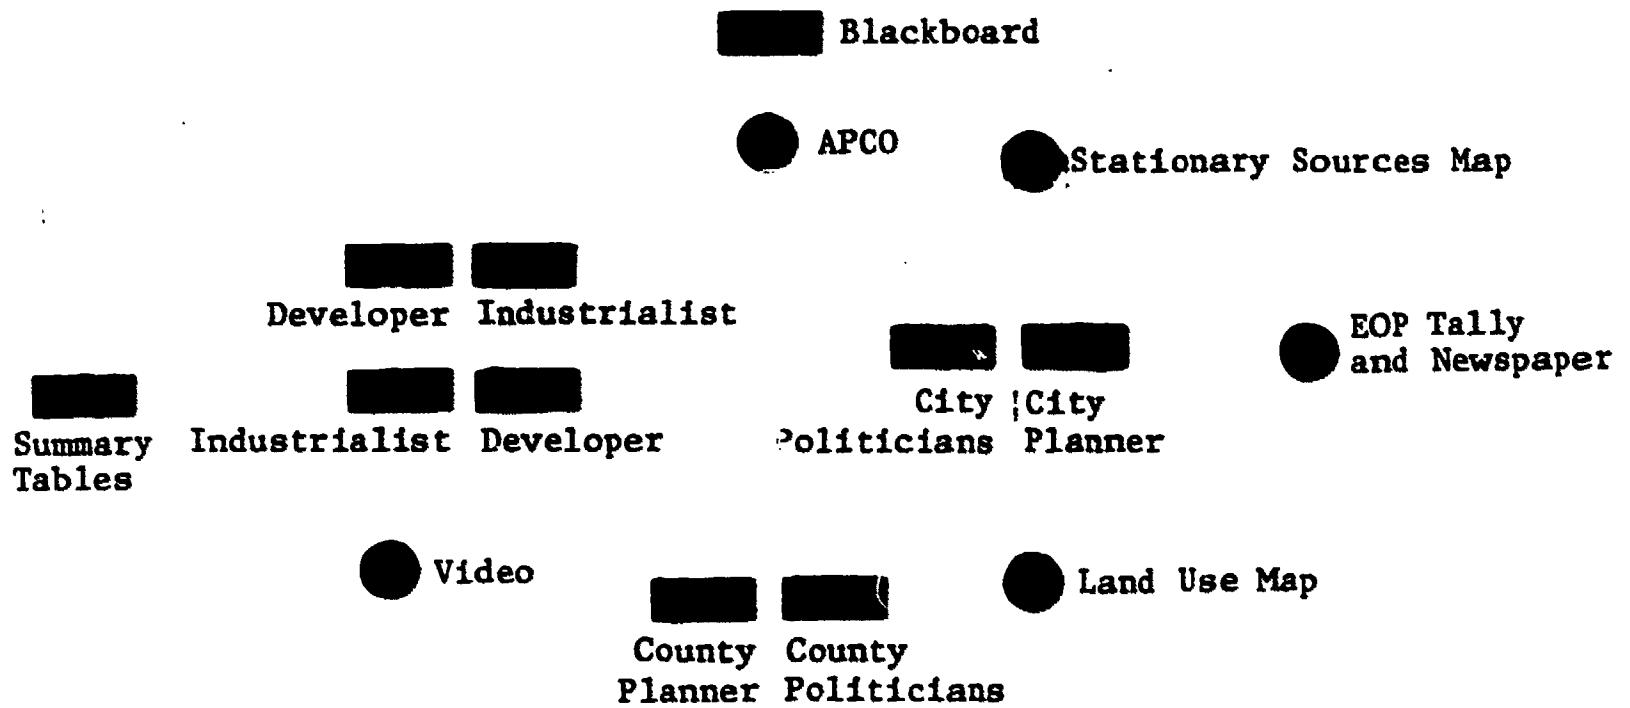 Blackboard
APCO
Stationary Sources Map
Developer Industrialist
EOP Tally
and Newspaper
City City
Politicians Planner
Summary
Tables
Industrialist Developer
Video
Land Use Map
County County
Planner Politicians